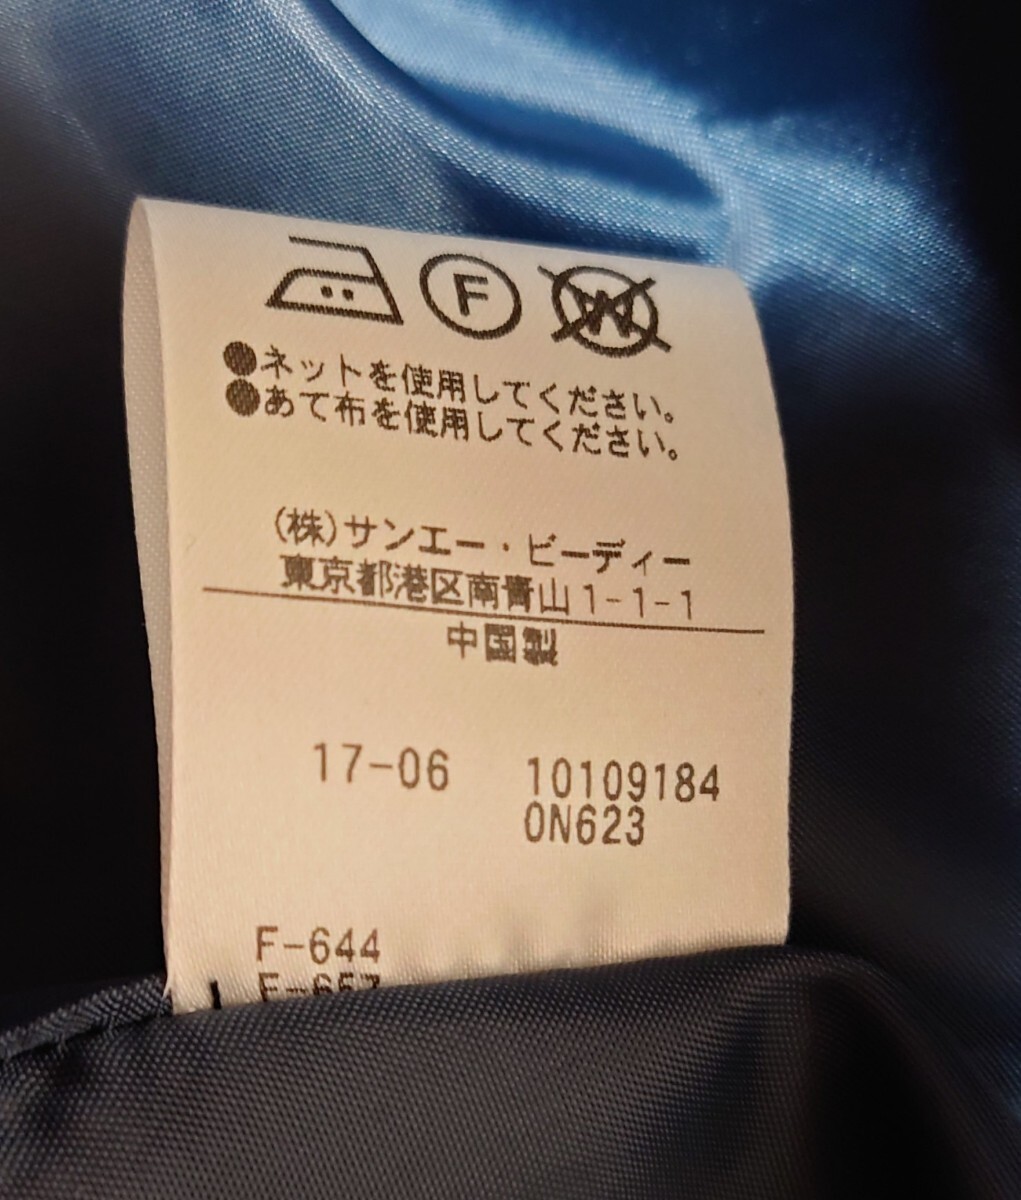 F W
●ネットを使用してください。
●あて布を使用してください。
(株)サンエー・ビーディー
東京都港区南青山1-1-1
中国製
17-06 10109184
0N623
F-644
F-657